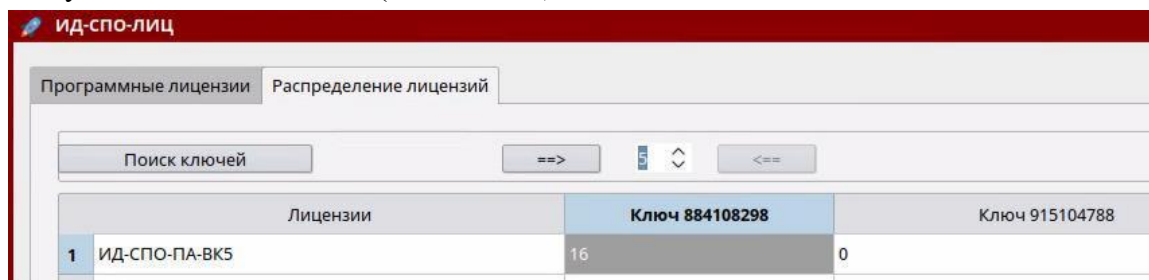 ИД-СПО-ЛИЦ
Программные лицензии Распределение лицензий
Поиск ключей ==> 5 <==
Лицензии Ключ 884108298 Ключ 915104788
1 ИД-СПО-ПА-ВК5 16 0